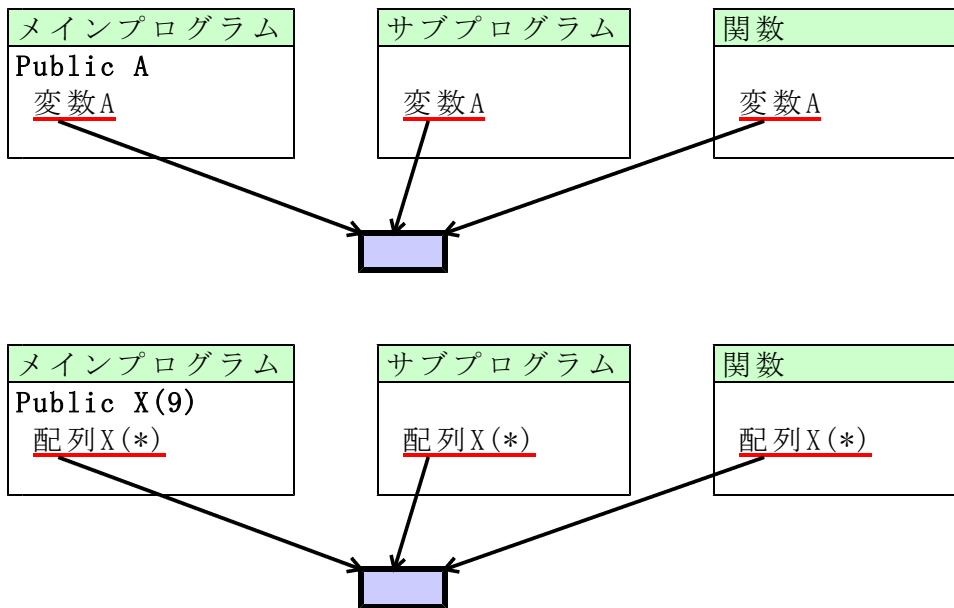 メインプログラム
サブプログラム
関数
Public A
変数A
変数A
変数A
メインプログラム
サブプログラム
関数
Public X(9)
配列X(*)
配列X(*)
配列X(*)